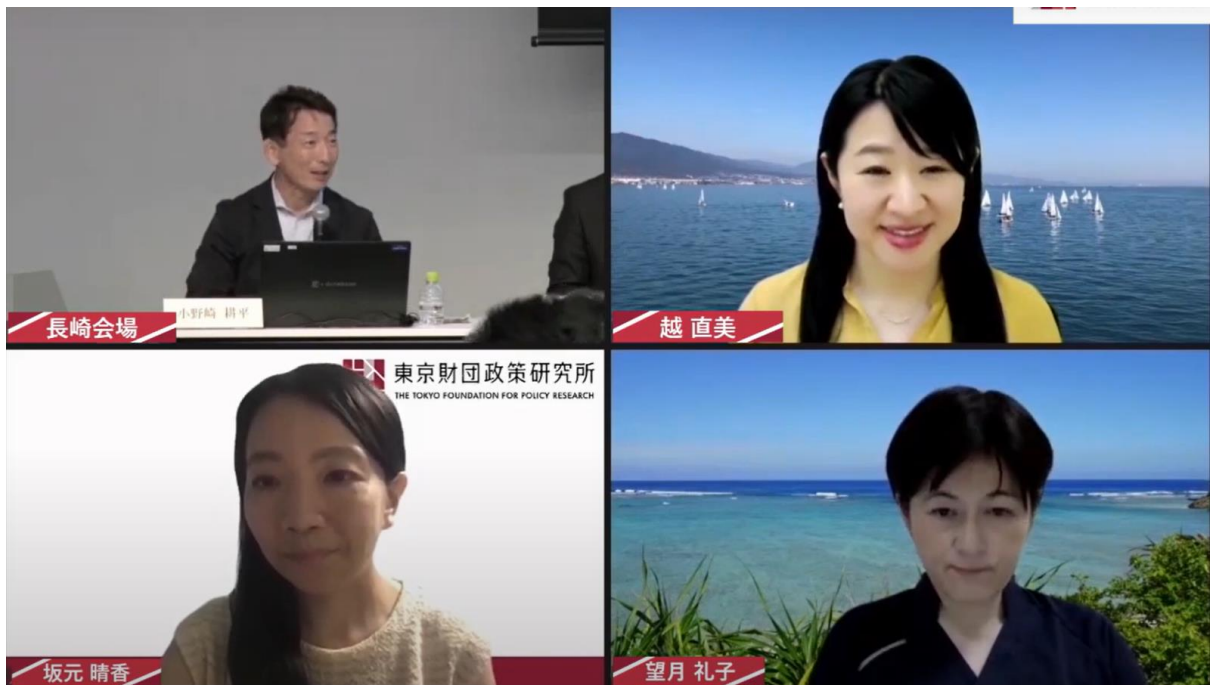 小野崎 耕平
長崎会場
越 直美
東京財団政策研究所
THE TOKYO FOUNDATION FOR POLICY RESEARCH
坂元 晴香
望月 礼子